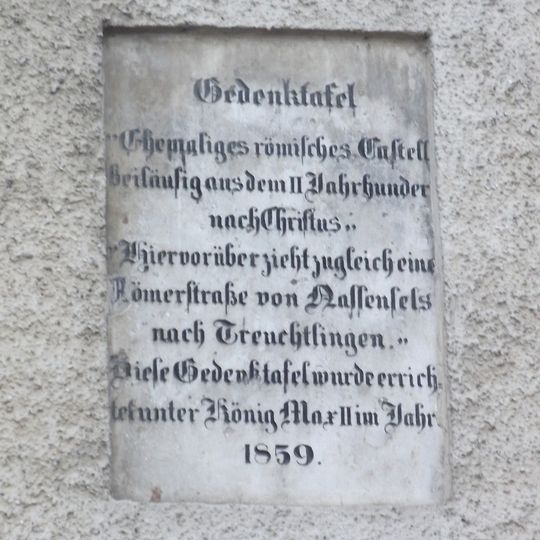 Gedenktafel
"Ehemaliges römisches Castell
beiläufig aus dem II Jahrhunder
nach Christus."
"Hier vorüber zieht zugleich eine
Römerstraße von Nassenfels
nach Treuchtlingen."
Diese Gedenktafel wurde errich
tet unter König Max II im Jahr
1859.